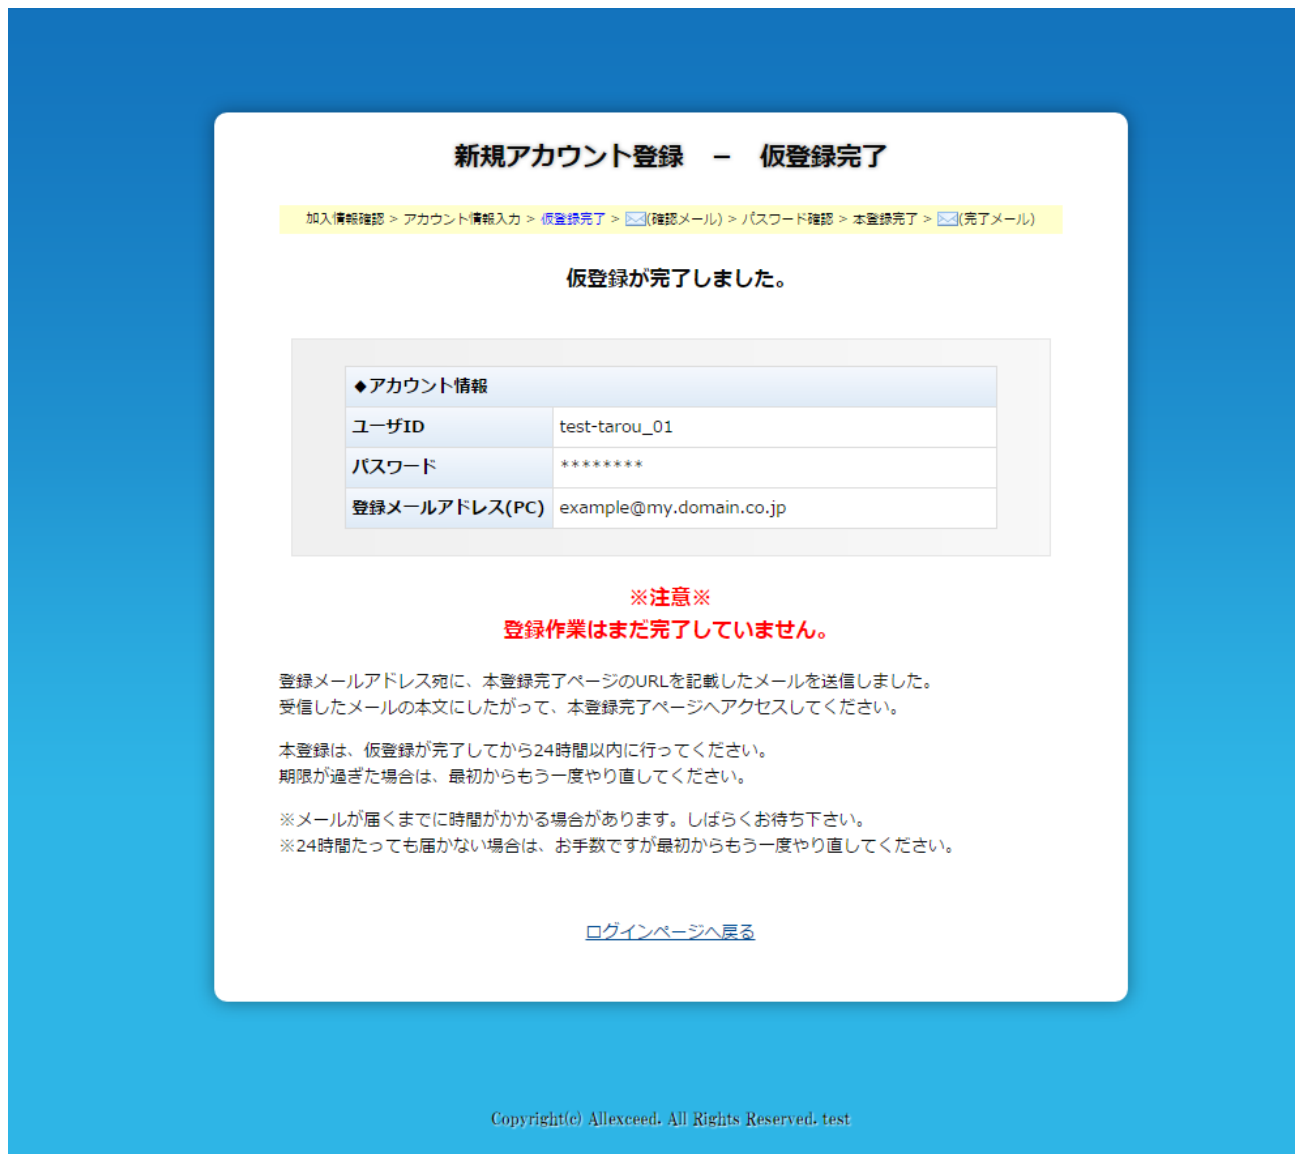 新規アカウント登録　－　仮登録完了
加入情報確認 > アカウント情報入力 > 仮登録完了 > (確認メール) > パスワード確認 > 本登録完了 > (完了メール)
仮登録が完了しました。
◆アカウント情報
ユーザID test-tarou_01
パスワード ********
登録メールアドレス(PC) example@my.domain.co.jp
※注意※
登録作業はまだ完了していません。
登録メールアドレス宛に、本登録完了ページのURLを記載したメールを送信しました。
受信したメールの本文にしたがって、本登録完了ページへアクセスしてください。
本登録は、仮登録が完了してから24時間以内に行ってください。
期限が過ぎた場合は、最初からもう一度やり直してください。
※メールが届くまでに時間がかかる場合があります。しばらくお待ち下さい。
※24時間たっても届かない場合は、お手数ですが最初からもう一度やり直してください。
ログインページへ戻る
Copyright(c) Allexceed. All Rights Reserved. test